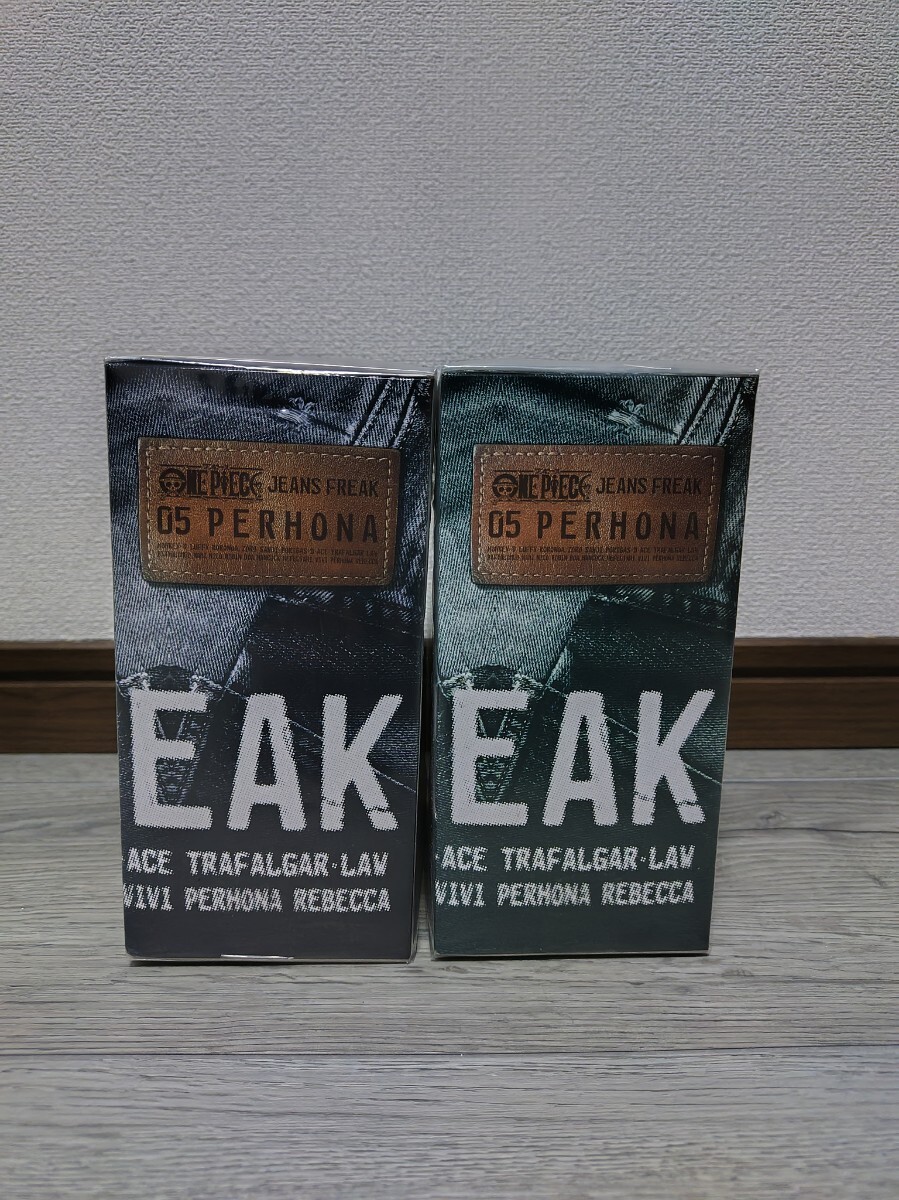 ONE PIECE JEANS FREAK
05 PERHONA
EAK
ACE TRAFALGAR·LAW
VIVI PERHONA REBECCA
ONE PIECE JEANS FREAK
05 PERHONA
EAK
ACE TRAFALGAR·LAW
VIVI PERHONA REBECCA